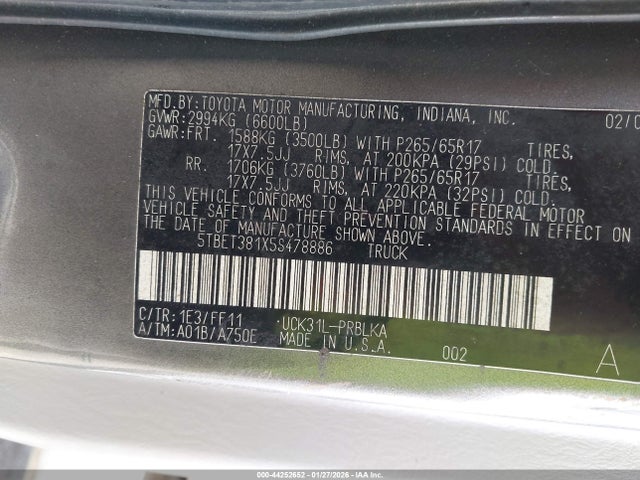 MFD. BY: TOYOTA MOTOR MANUFACTURING, INDIANA, INC. 02/0
GVWR: 2994KG (6600LB)
GAWR: FRT. 1588KG (3500LB) WITH P265/65R17 TIRES,
17X7.5JJ RIMS, AT 200KPA (29PSI) COLD.
RR. 1706KG (3760LB) WITH P265/65R17 TIRES,
17X7.5JJ RIMS, AT 220KPA (32PSI) COLD.
THIS VEHICLE CONFORMS TO ALL APPLICABLE FEDERAL MOTOR
VEHICLE SAFETY AND THEFT PREVENTION STANDARDS IN
THE DATE OF MANUFACTURE SHOWN ABOVE.
5TBET381X5S478886 TRUCK
C/TR: 1E3/FF11 UCK31L-PRBLKA
A/TM: A01B/A750E MADE IN U.S.A.
002 A
000-44252652 - 01/27/2026 - IAAI.CA